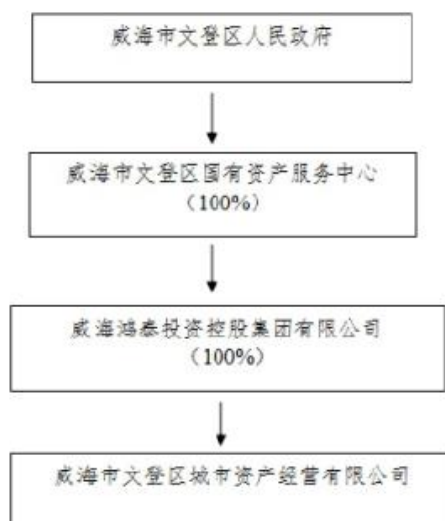 威海市文登区人民政府
威海市文登区国有资产服务中心
（100%）
威海鸿泰投资控股集团有限公司
（100%）
威海市文登区城市资产经营有限公司